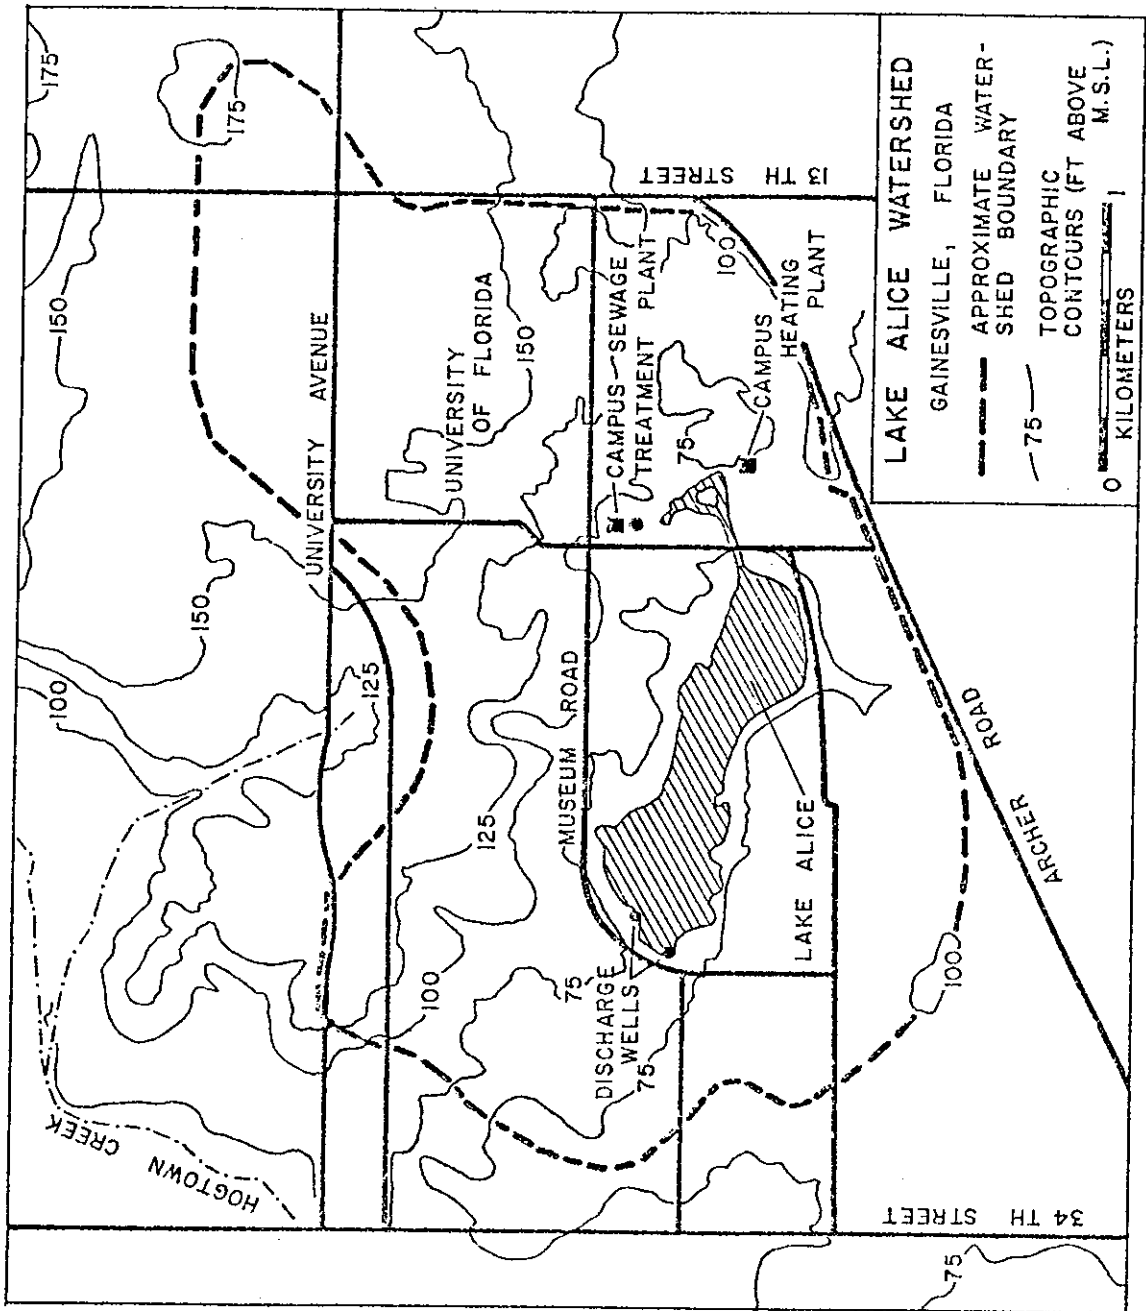 175
175
150
150
100
125
HOGTOWN CREEK
UNIVERSITY AVENUE
UNIVERSITY
OF FLORIDA
150
13 TH STREET
125
100
MUSEUM ROAD
CAMPUS SEWAGE
TREATMENT PLANT
75
100
CAMPUS
HEATING
PLANT
75
DISCHARGE
WELLS
75
LAKE ALICE
100
ARCHER ROAD
34 TH STREET
75
LAKE ALICE WATERSHED
GAINESVILLE, FLORIDA
APPROXIMATE WATER-
SHED BOUNDARY
75
TOPOGRAPHIC
CONTOURS (FT ABOVE
M.S.L.)
0 1
KILOMETERS